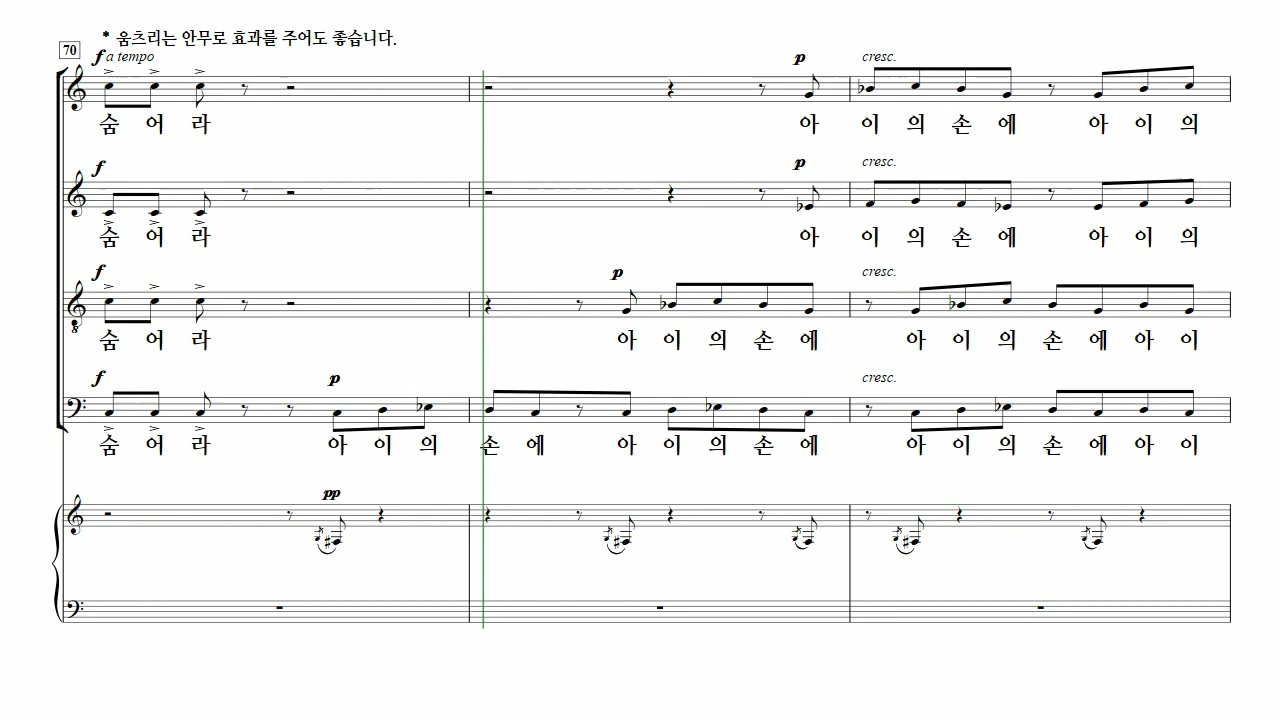 * 움츠리는 안무로 효과를 주어도 좋습니다.
70
f a tempo p cresc.
숨 어 라 아 이 의 손 에 아 이 의
f p cresc.
숨 어 라 아 이 의 손 에 아 이 의
f p cresc.
숨 어 라 아 이 의 손 에 아 이 의 손 에 아 이
f p cresc.
숨 어 라 아 이 의 손 에 아 이 의 손 에 아 이 의 손 에 아 이
pp